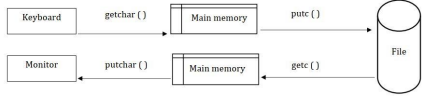 getchar ( )
putc ( )
Keyboard
Main memory
File
putchar ( )
getc ( )
Monitor
Main memory